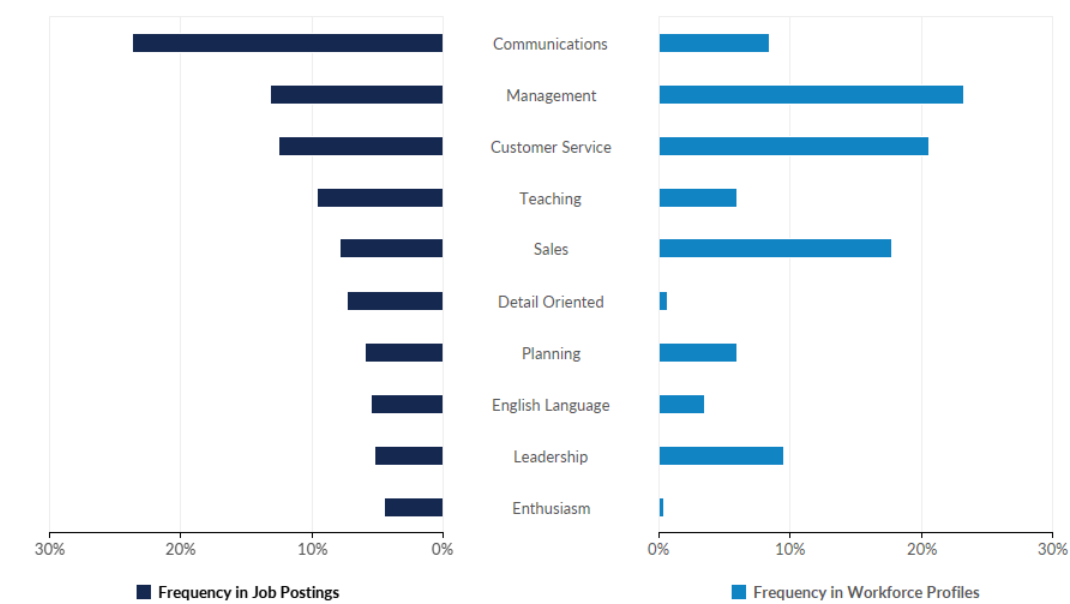 Communications
Management
Customer Service
Teaching
Sales
Detail Oriented
Planning
English Language
Leadership
Enthusiasm
30% 20% 10% 0% 0% 10% 20% 30%
Frequency in Job Postings Frequency in Workforce Profiles